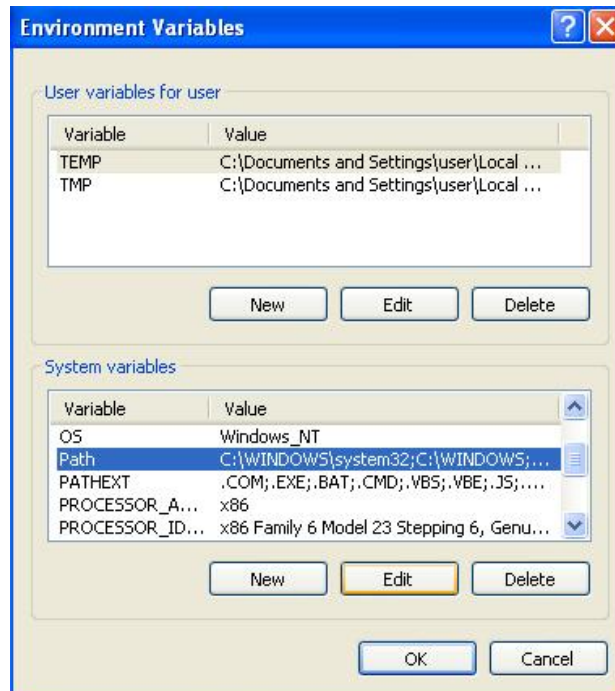 Environment Variables
User variables for user
Variable Value
TEMP C:\Documents and Settings\user\Local ...
TMP C:\Documents and Settings\user\Local ...
New Edit Delete
System variables
Variable Value
OS Windows_NT
Path C:\WINDOWS\system32;C:\WINDOWS;...
PATHEXT .COM;.EXE;.BAT;.CMD;.VBS;.VBE;.JS;....
PROCESSOR_A... x86
PROCESSOR_ID... x86 Family 6 Model 23 Stepping 6, Genu...
New Edit Delete
OK Cancel